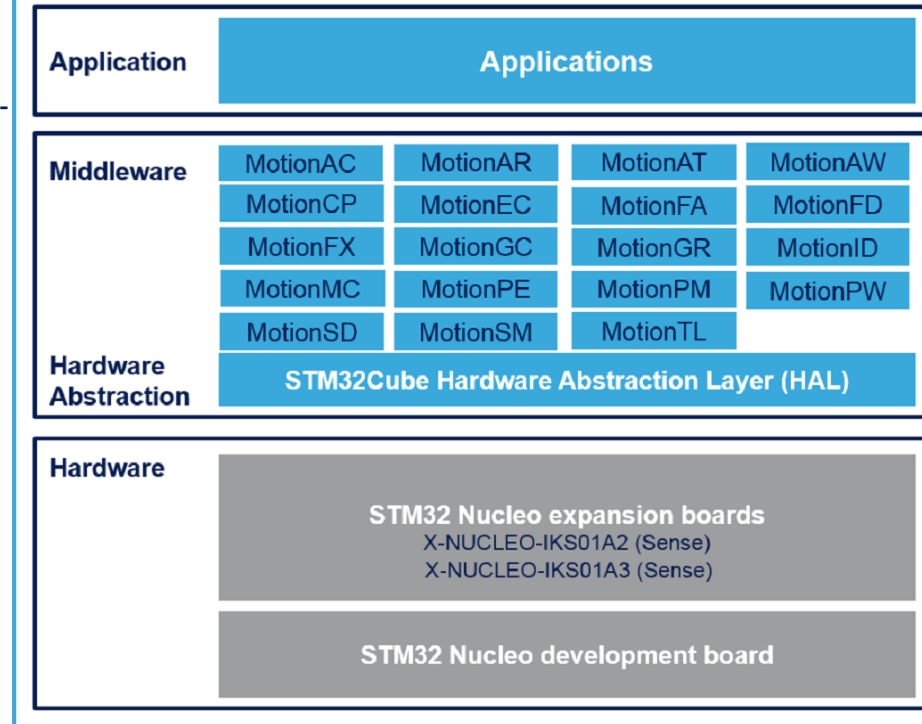 Application
Applications
Middleware
MotionAC MotionAR MotionAT MotionAW
MotionCP MotionEC MotionFA MotionFD
MotionFX MotionGC MotionGR MotionID
MotionMC MotionPE MotionPM MotionPW
MotionSD MotionSM MotionTL
Hardware
Abstraction
STM32Cube Hardware Abstraction Layer (HAL)
Hardware
STM32 Nucleo expansion boards
X-NUCLEO-IKS01A2 (Sense)
X-NUCLEO-IKS01A3 (Sense)
STM32 Nucleo development board